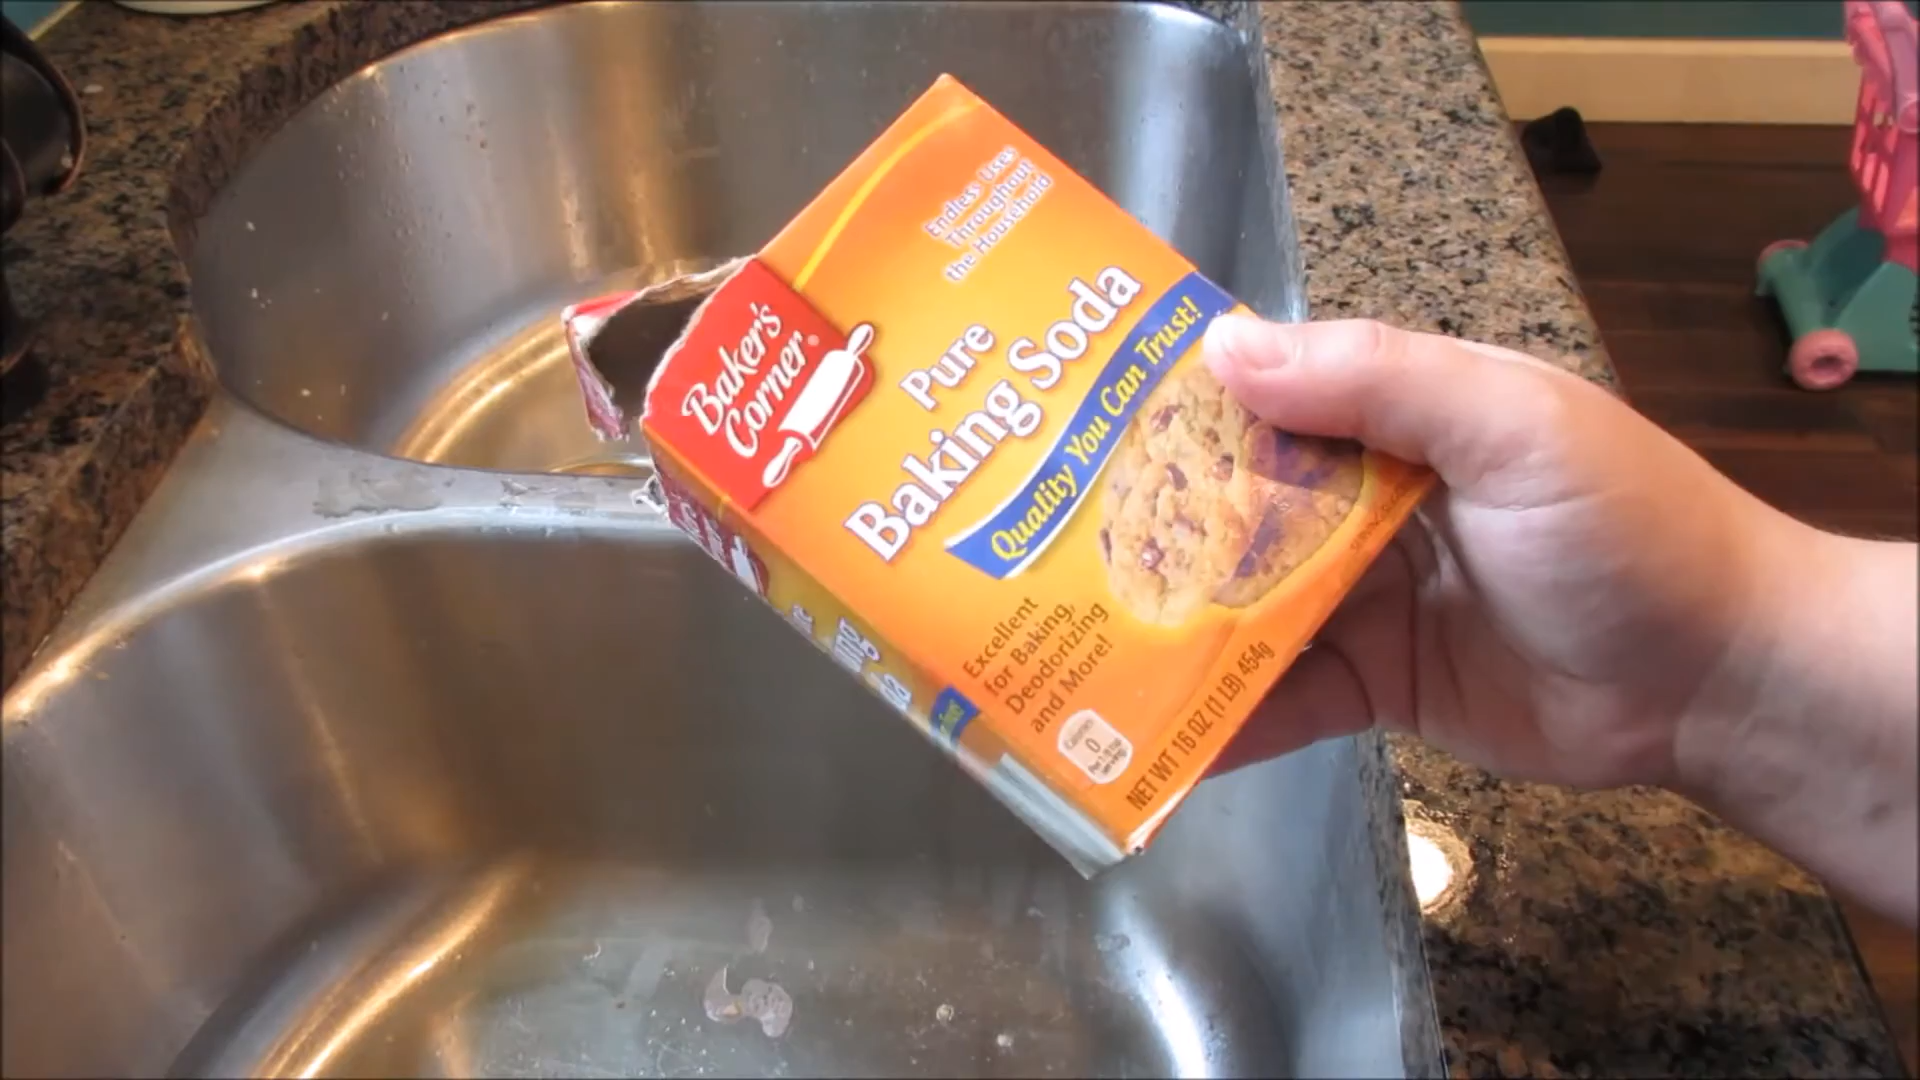 Endless Uses
Throughout
the Household
Baker's
Corner®
Pure
Baking Soda
Quality You Can Trust!
Excellent
for Baking,
Deodorizing
and More!
Calories
0
NET WT 16 OZ (1 LB) 454g